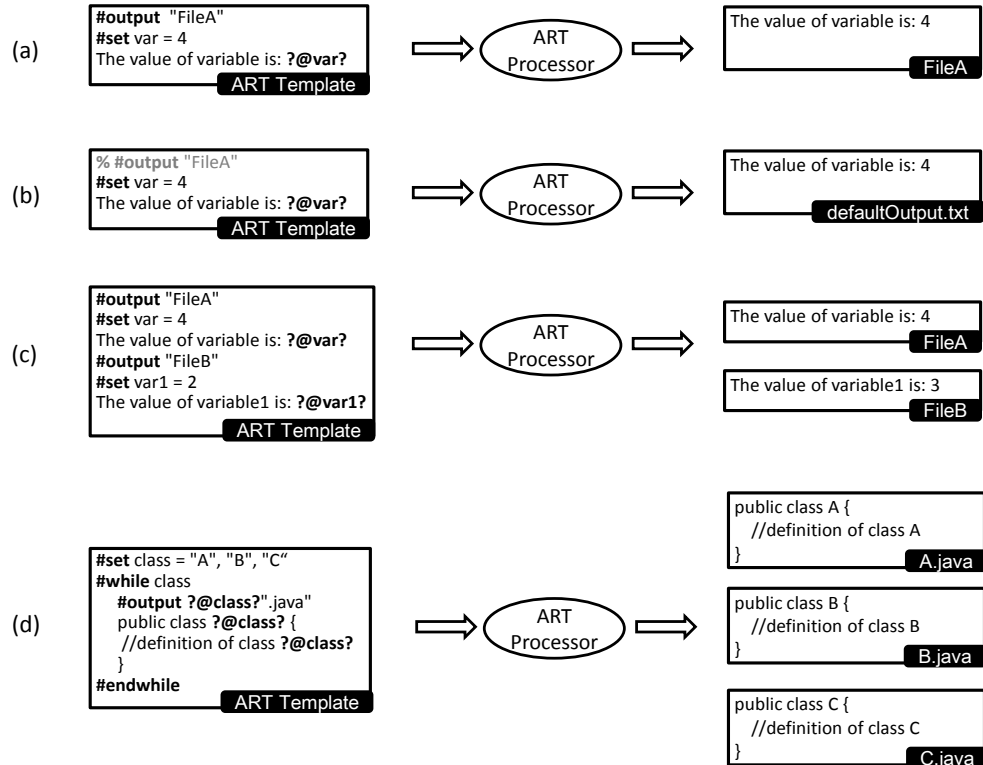 (a)
#output "FileA"
#set var = 4
The value of variable is: ?@var?
ART Template
ART
Processor
The value of variable is: 4
FileA
(b)
% #output "FileA"
#set var = 4
The value of variable is: ?@var?
ART Template
ART
Processor
The value of variable is: 4
defaultOutput.txt
(c)
#output "FileA"
#set var = 4
The value of variable is: ?@var?
#output "FileB"
#set var1 = 2
The value of variable1 is: ?@var1?
ART Template
ART
Processor
The value of variable is: 4
FileA
The value of variable1 is: 3
FileB
(d)
#set class = "A", "B", "C“
#while class
#output ?@class?".java"
public class ?@class? {
//definition of class ?@class?
}
#endwhile
ART Template
ART
Processor
public class A {
//definition of class A
}
A.java
public class B {
//definition of class B
}
B.java
public class C {
//definition of class C
}
C.java